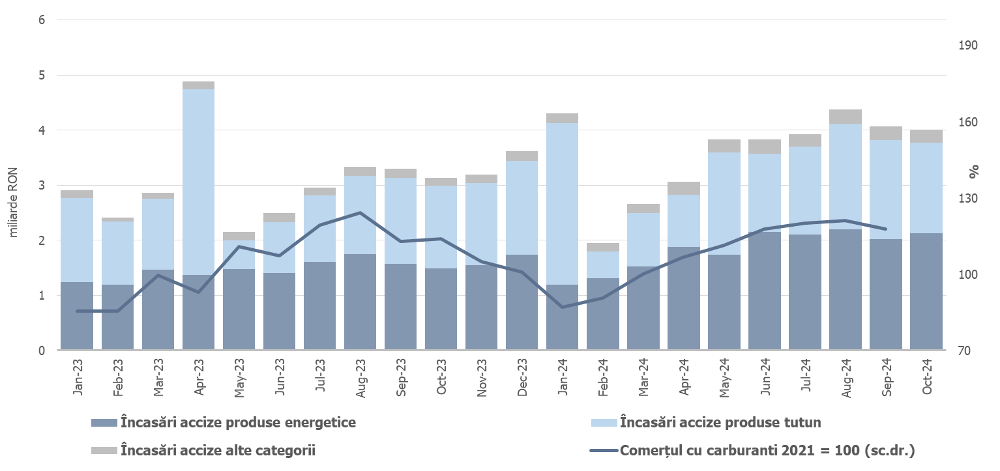 6
5
4
3
2
1
0
miliarde RON
190
160
130
100
70
%
Jan-23
Feb-23
Mar-23
Apr-23
May-23
Jun-23
Jul-23
Aug-23
Sep-23
Oct-23
Nov-23
Dec-23
Jan-24
Feb-24
Mar-24
Apr-24
May-24
Jun-24
Jul-24
Aug-24
Sep-24
Oct-24
Încasări accize produse energetice
Încasări accize produse tutun
Încasări accize alte categorii
Comerțul cu carburanti 2021 = 100 (sc.dr.)